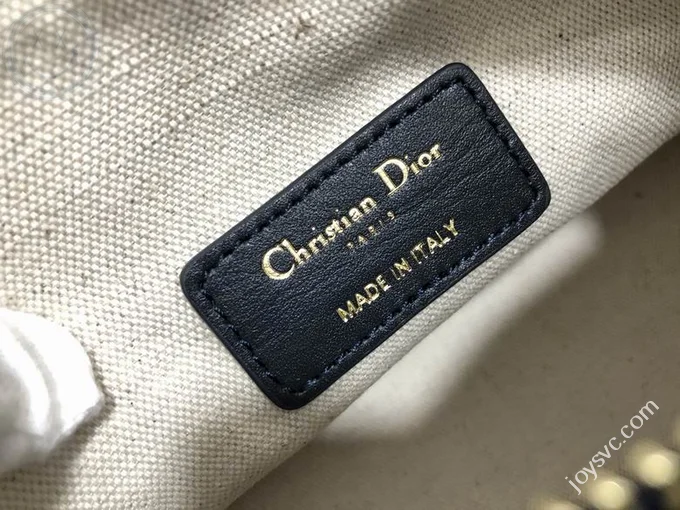 Christian Dior
PARIS
MADE IN ITALY
joysvc.com